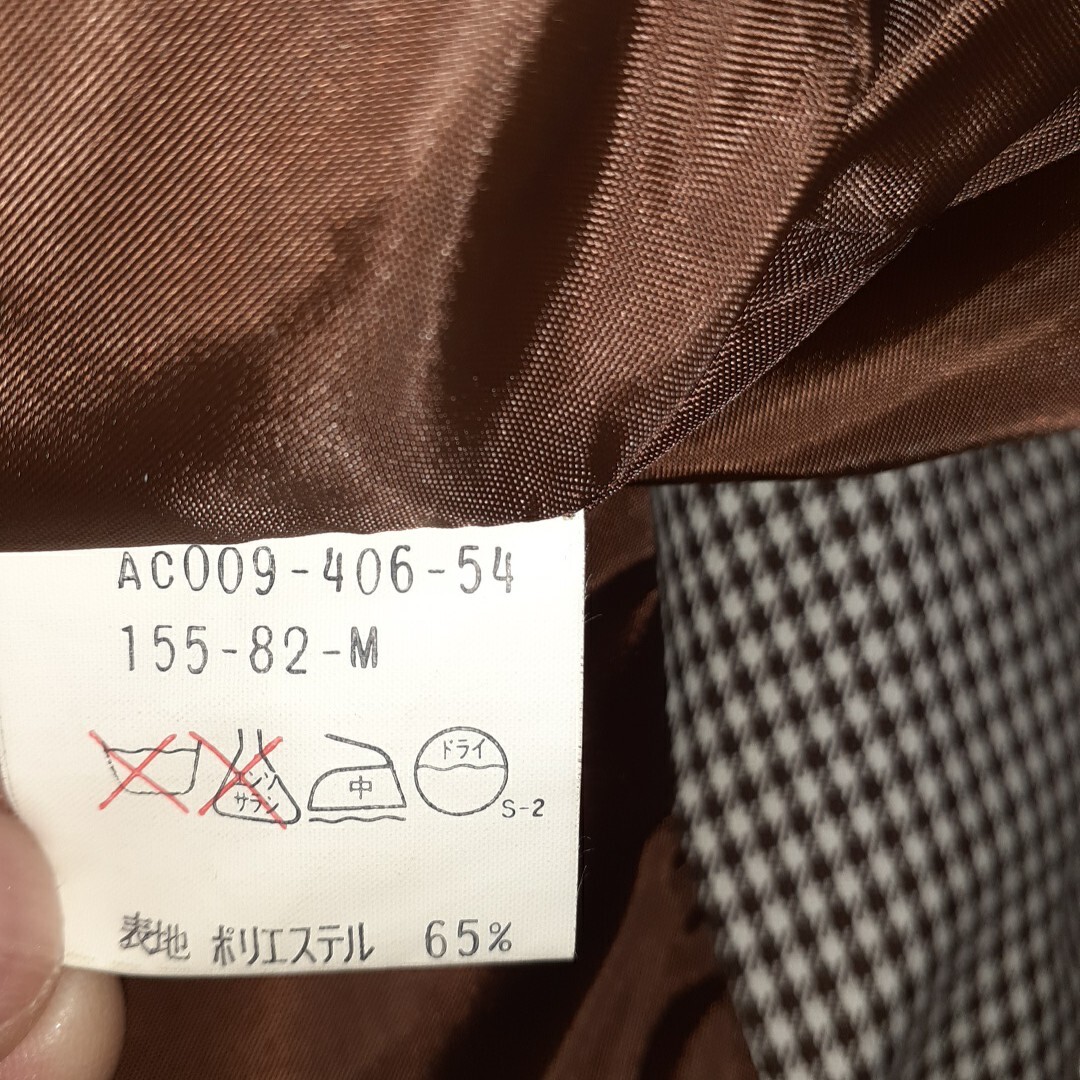 AC009-406-54
155-82-M
エンソ
サラシ
中
ドライ
S-2
表地 ポリエステル 65%